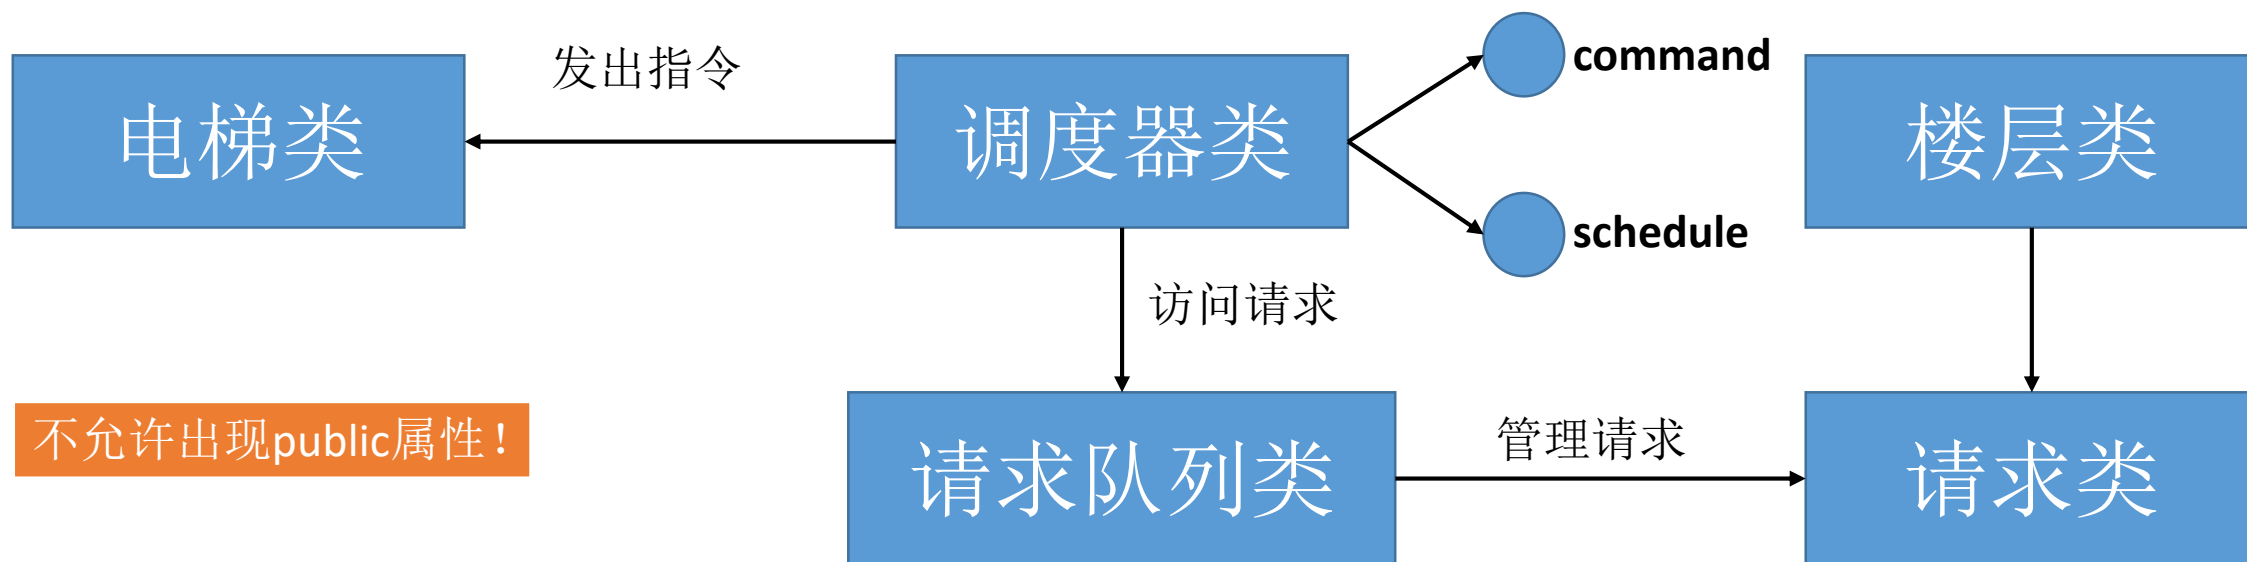 发出指令
command
电梯类
调度器类
楼层类
schedule
访问请求
不允许出现public属性！
管理请求
请求队列类
请求类